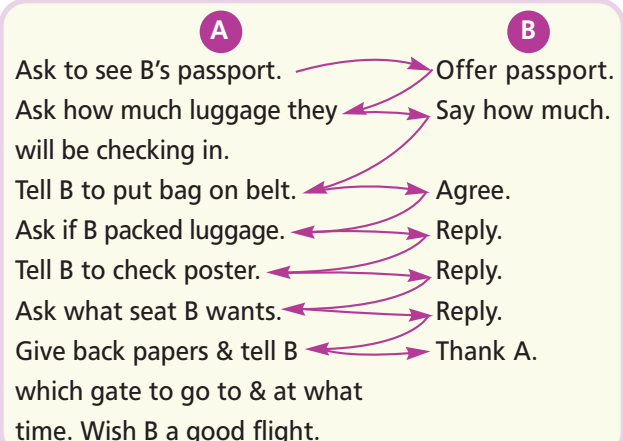 A B
Ask to see B's passport. Offer passport.
Ask how much luggage they Say how much.
will be checking in.
Tell B to put bag on belt. Agree.
Ask if B packed luggage. Reply.
Tell B to check poster. Reply.
Ask what seat B wants. Reply.
Give back papers & tell B Thank A.
which gate to go to & at what
time. Wish B a good flight.